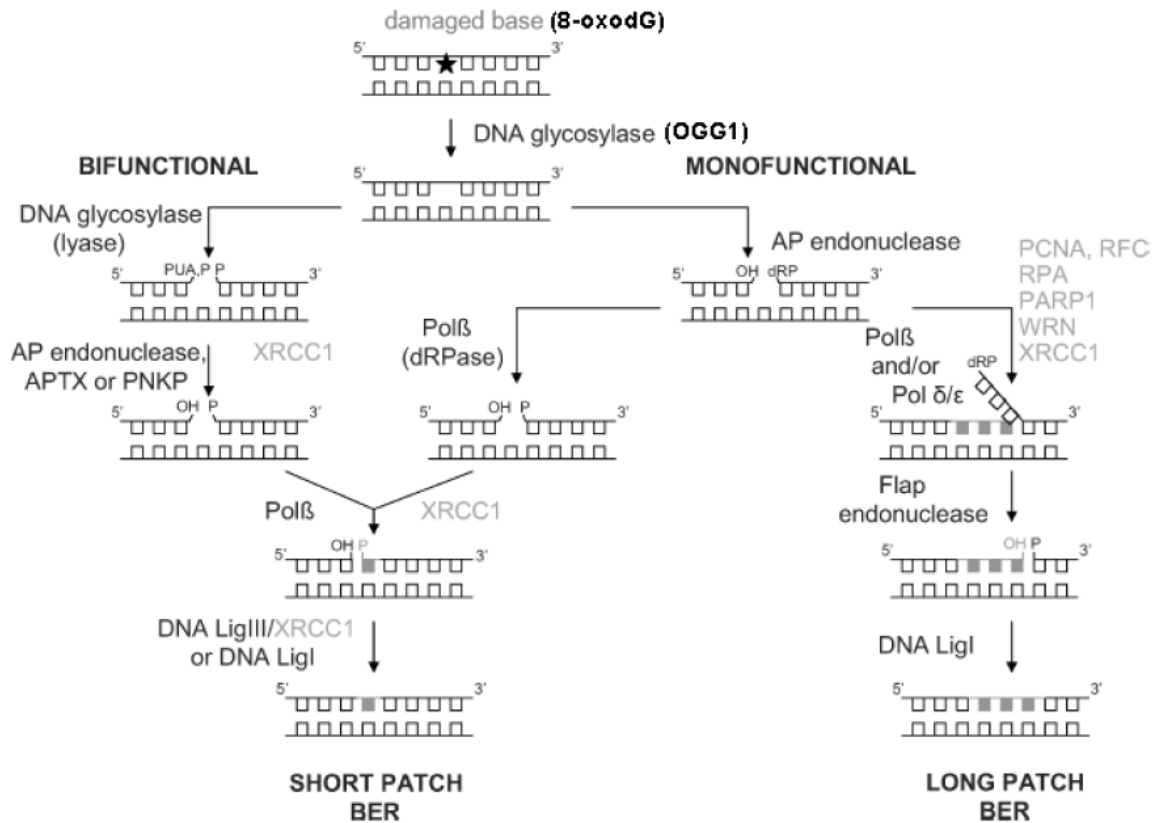 damaged base (8-oxodG)
5' 3'
DNA glycosylase (OGG1)
BIFUNCTIONAL
MONOFUNCTIONAL
DNA glycosylase
(lyase)
AP endonuclease
PUA,P P
5' 3'
OH dRP
5' 3'
PCNA, RFC
RPA
PARP1
WRN
XRCC1
AP endonuclease,
APTX or PNKP
XRCC1
Polß
(dRPase)
Polß
and/or
Pol δ/ε
dRP
OH P
5' 3'
OH P
5' 3'
5' 3'
Polß
XRCC1
Flap
endonuclease
OH P
5' 3'
OH P
5' 3'
DNA LigIII/XRCC1
or DNA LigI
DNA LigI
5' 3'
5' 3'
SHORT PATCH
BER
LONG PATCH
BER